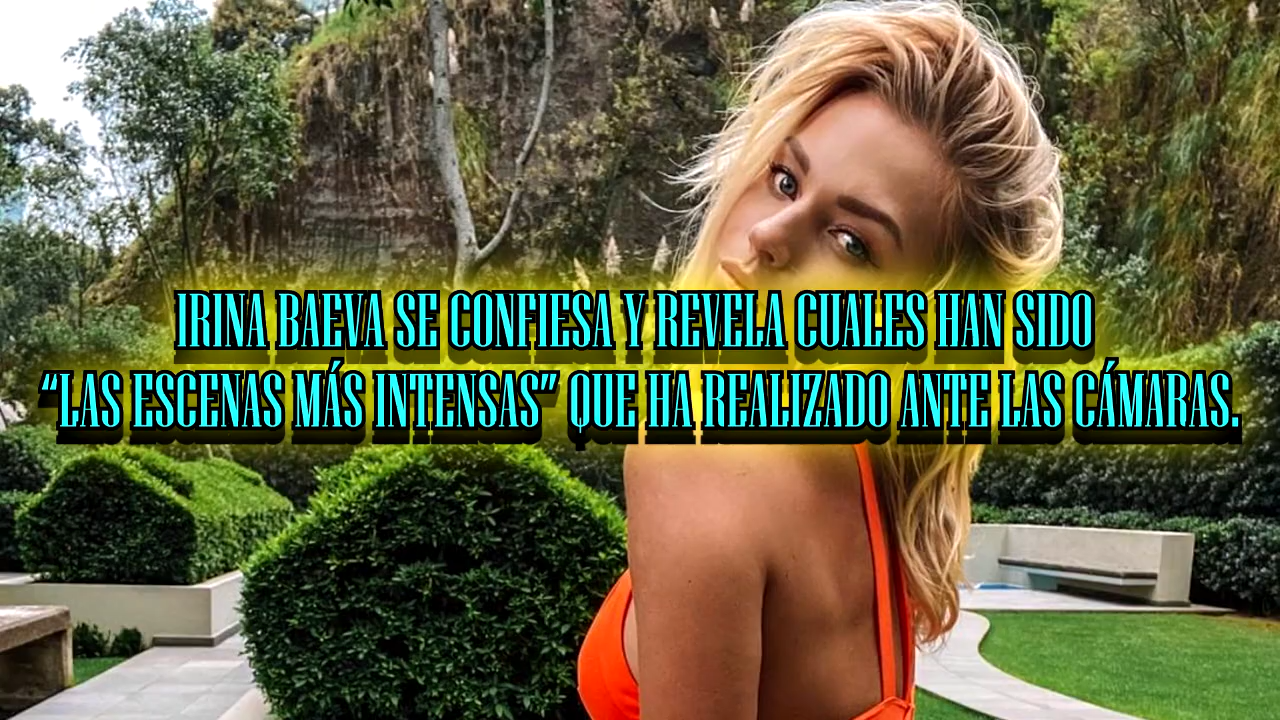 IRINA BAEVA SE CONFIESA Y REVELA CUALES HAN SIDO
“LAS ESCENAS MÁS INTENSAS” QUE HA REALIZADO ANTE LAS CÁMARAS.